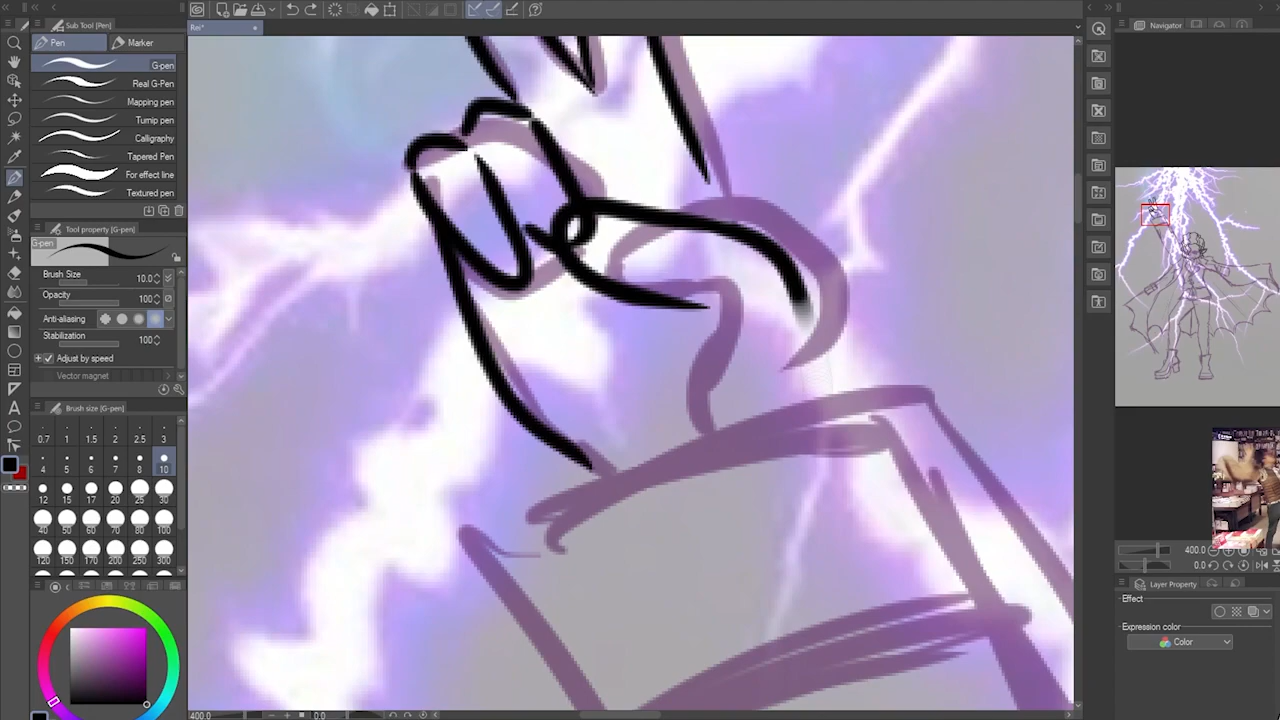 Sub Tool [Pen]
Rei*
Navigator
Pen
Marker
G-pen
Real G-Pen
Mapping pen
Turnip pen
Calligraphy
Tapered Pen
For effect line
Textured pen
Tool property [G-pen]
G-pen
Brush Size 10.0
Opacity 100
Anti-aliasing
Stabilization 100
Adjust by speed
Vector magnet
Brush size [G-pen]
0.7 1 1.5 2 2.5 3
4 5 6 7 8 10
12 15 17 20 25 30
40 50 60 70 80 100
120 150 170 200 250 300
400.0
0.0
Layer Property
Effect
Expression color
Color
400.0 0.0